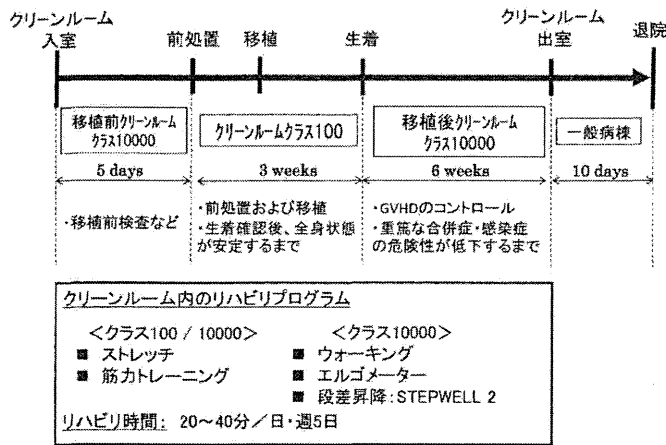 クリーンルーム
入室
前処置
移植
生着
クリーンルーム
出室
退院
移植前クリーンルーム
クラス10000
クリーンルームクラス100
移植後クリーンルーム
クラス10000
一般病棟
5 days
3 weeks
6 weeks
10 days
・移植前検査など
・前処置および移植
・生着確認後、全身状態
が安定するまで
・GVHDのコントロール
・重篤な合併症・感染症
の危険性が低下するまで
クリーンルーム内のリハビリプログラム
＜クラス100 / 10000＞
■ ストレッチ
■ 筋力トレーニング
＜クラス10000＞
■ ウォーキング
■ エルゴメーター
■ 段差昇降：STEPWELL 2
リハビリ時間： 20～40分／日・週5日